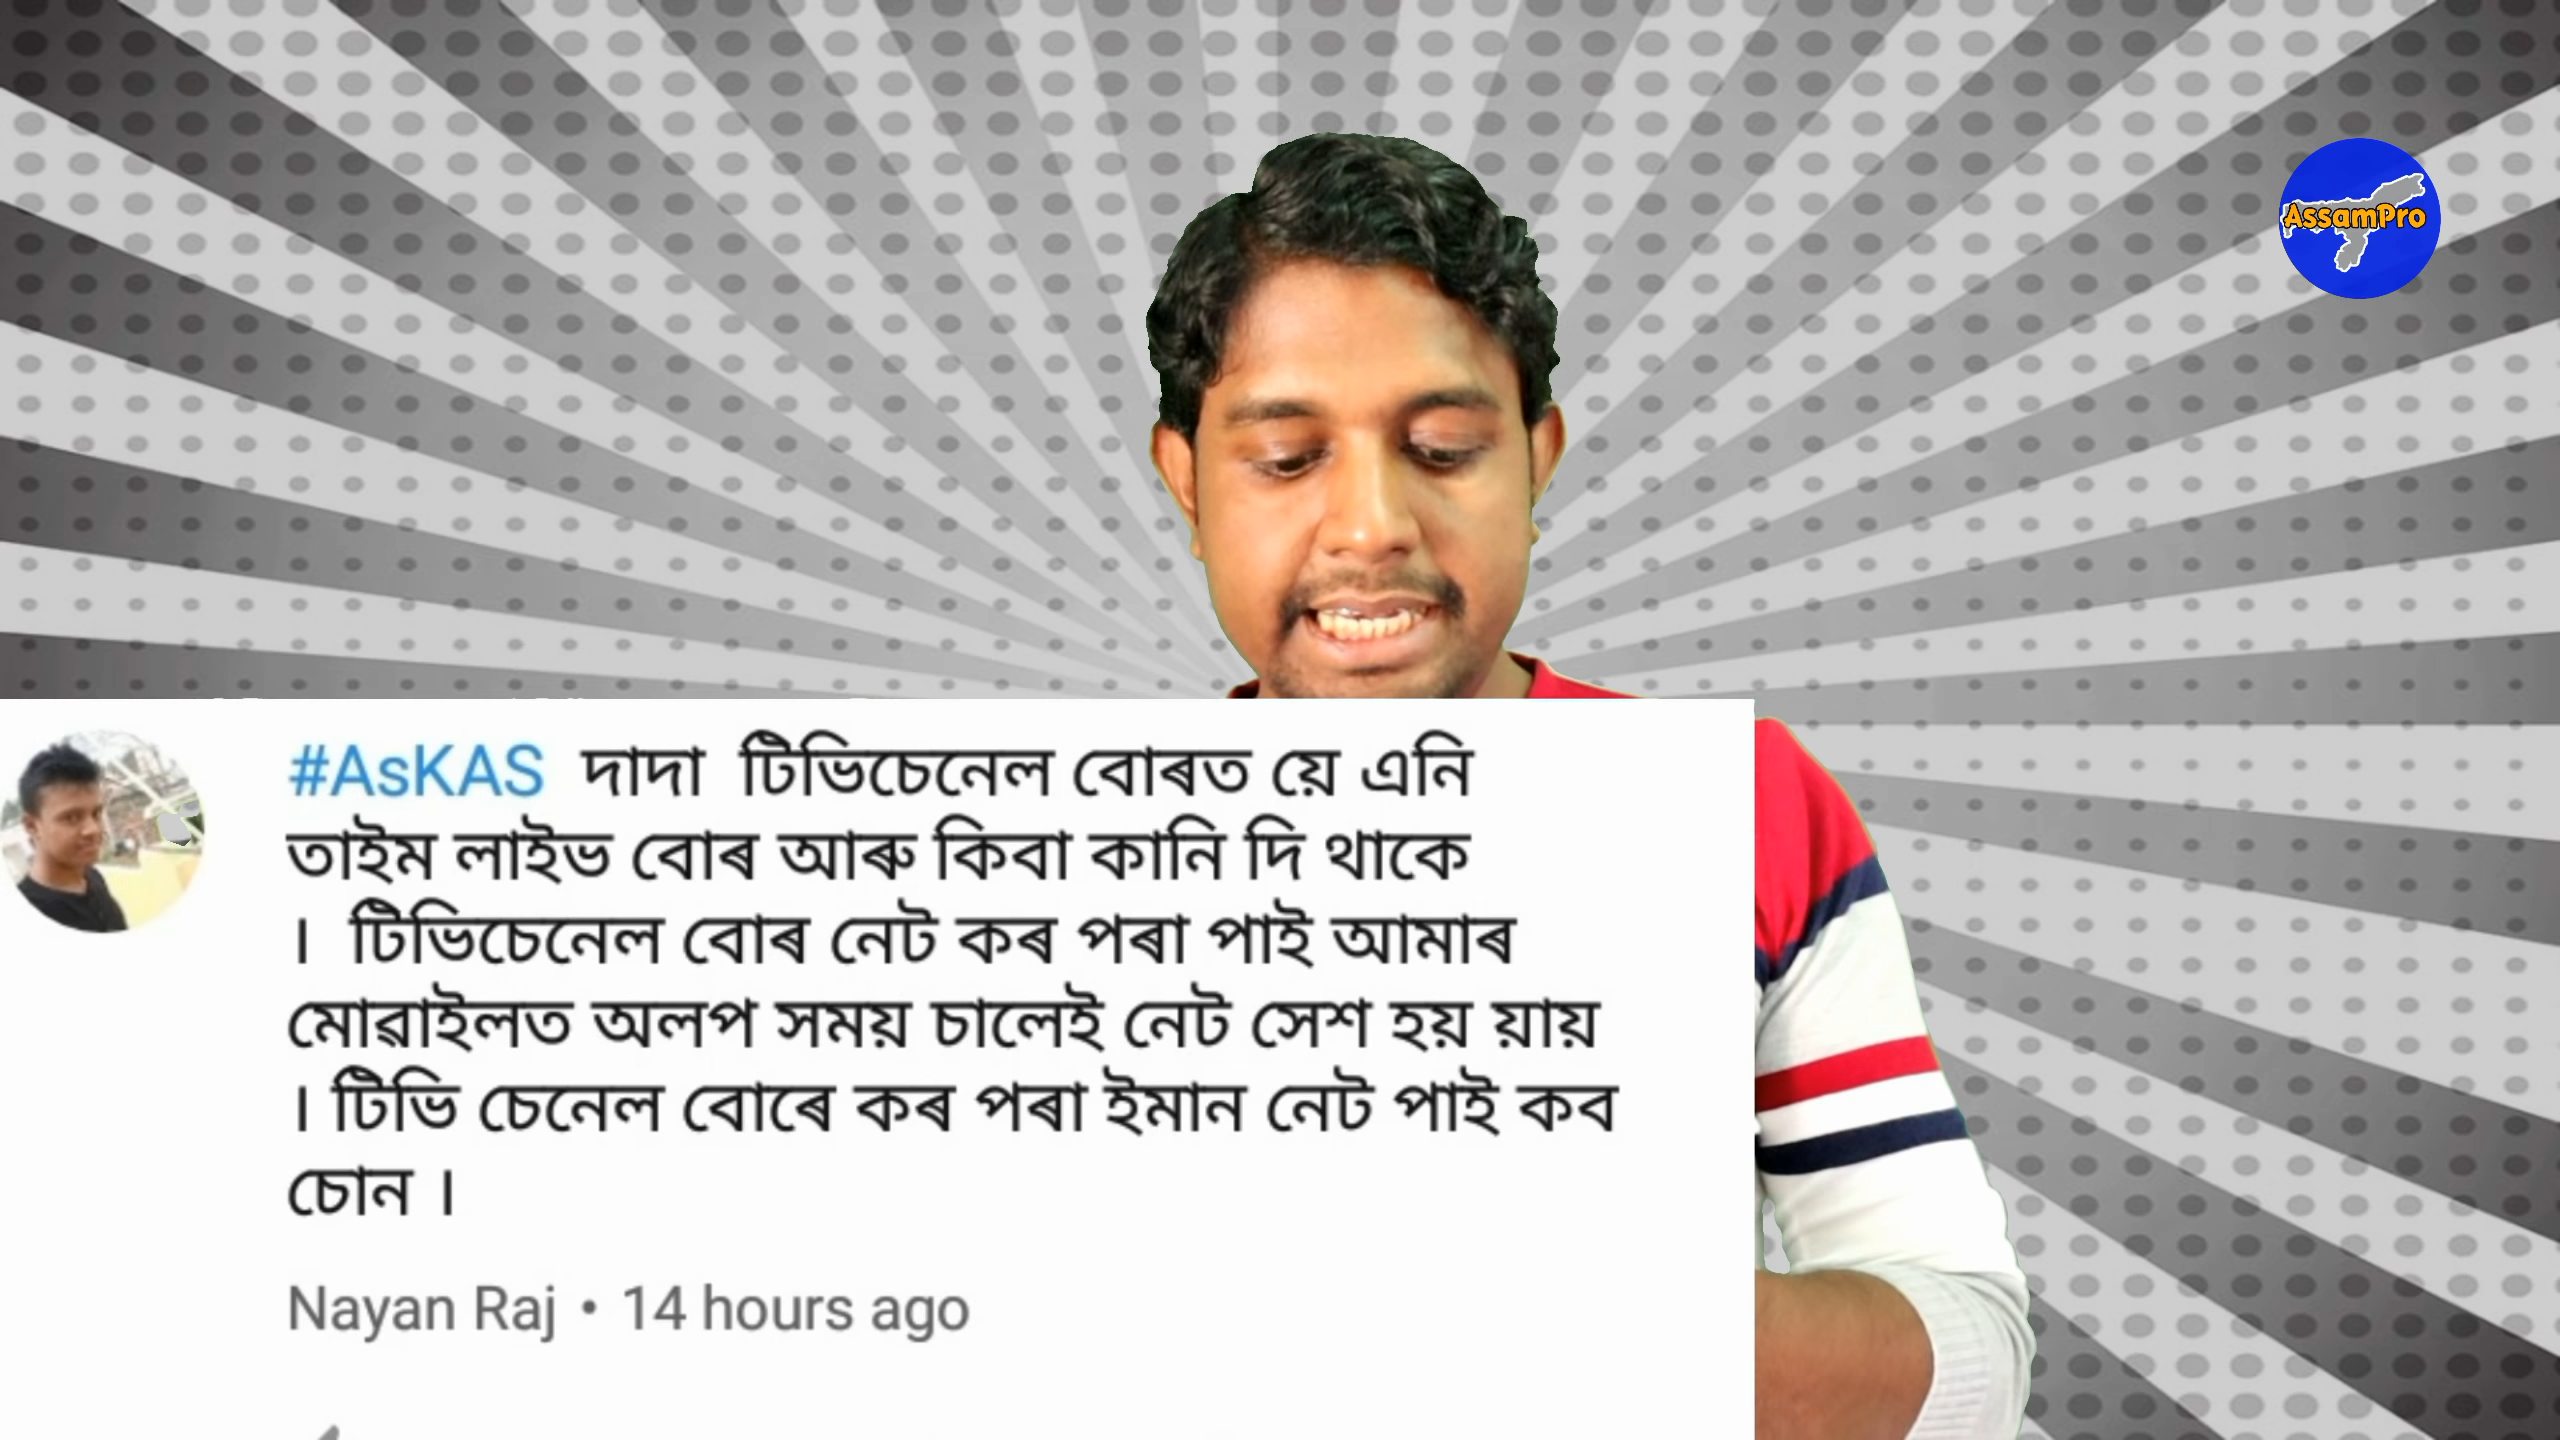 AssamPro
#AsKAS দাদা টিভিচেনেল বোৰত য়ে এনি
তাইম লাইভ বোৰ আৰু কিবা কানি দি থাকে
। টিভিচেনেল বোৰ নেট কৰ পৰা পাই আমাৰ
মোৱাইলত অলপ সময় চালেই নেট সেশ হয় য়ায়
। টিভি চেনেল বোৰে কৰ পৰা ইমান নেট পাই কব
চোন ।
Nayan Raj • 14 hours ago